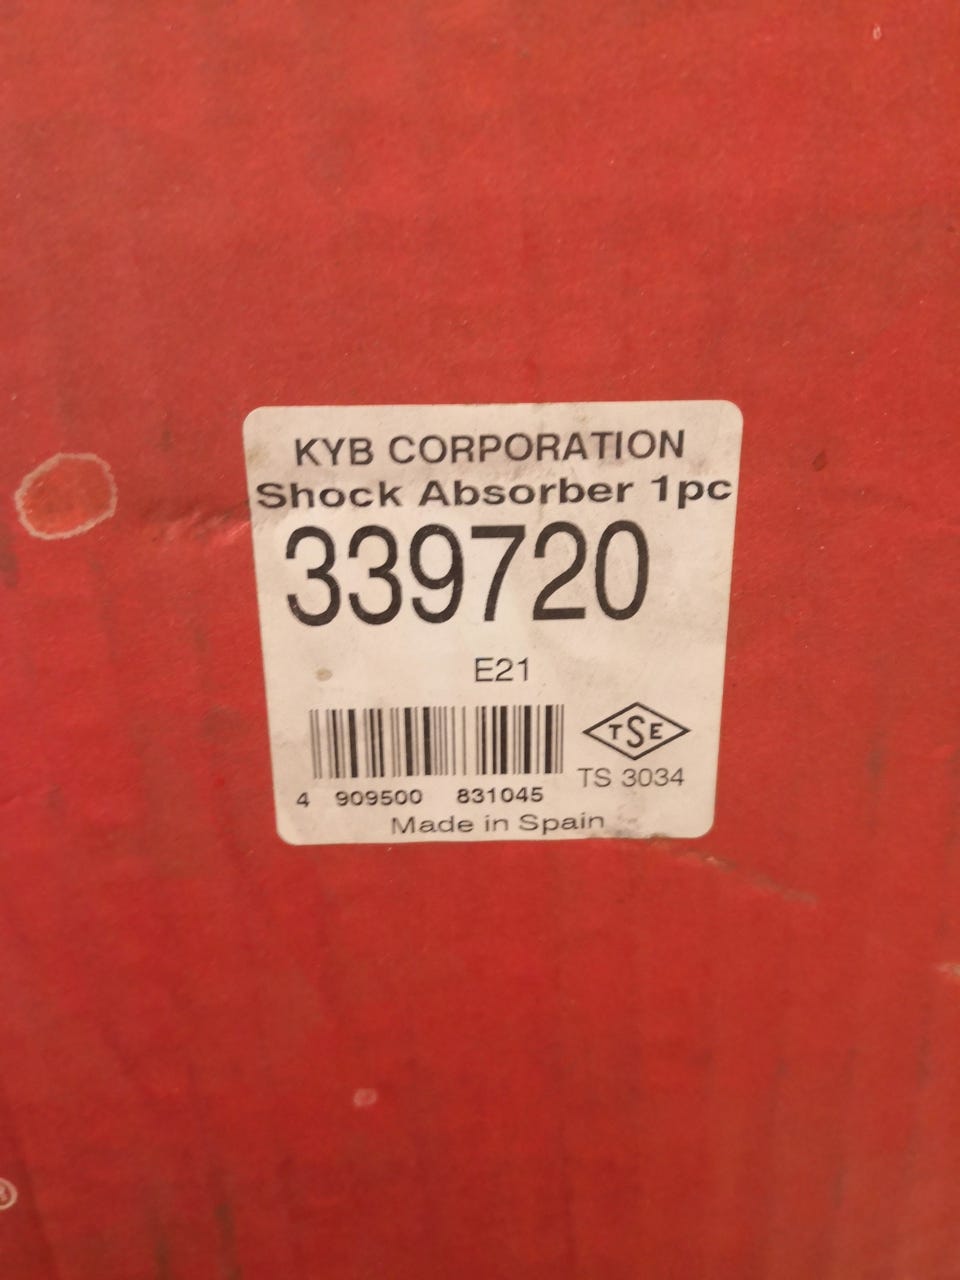 KYB CORPORATION
Shock Absorber 1pc
339720
E21
TSE
TS 3034
4 909500 831045
Made in Spain
®